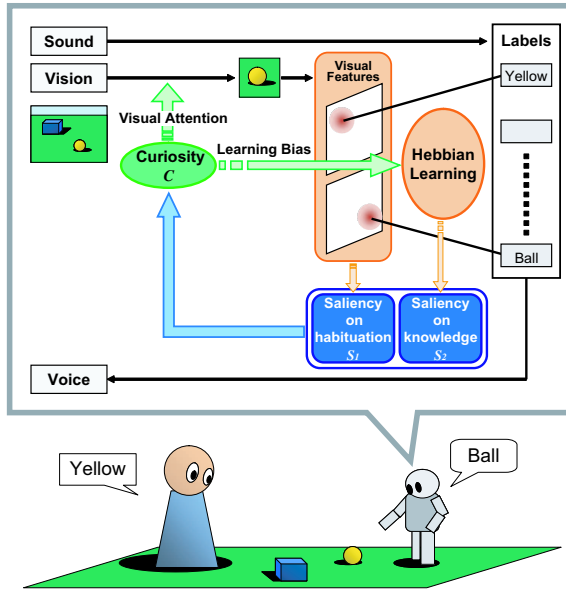 Sound
Vision
Visual
Features
Labels
Yellow
Visual Attention
Curiosity
C
Learning Bias
Hebbian
Learning
Ball
Saliency
on
habituation
S1
Saliency
on
knowledge
S2
Voice
Yellow
Ball